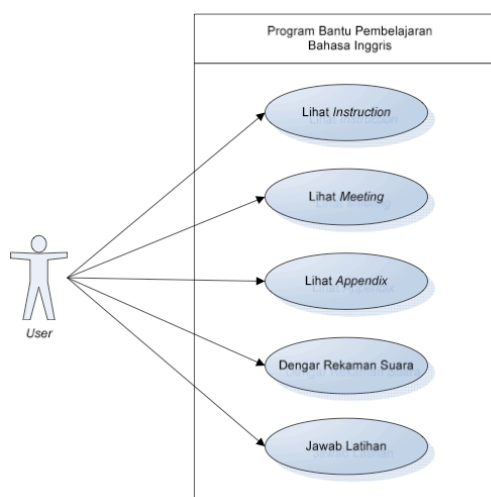 Program Bantu Pembelajaran
Bahasa Inggris
Lihat Instruction
Lihat Meeting
Lihat Appendix
Dengar Rekaman Suara
Jawab Latihan
User